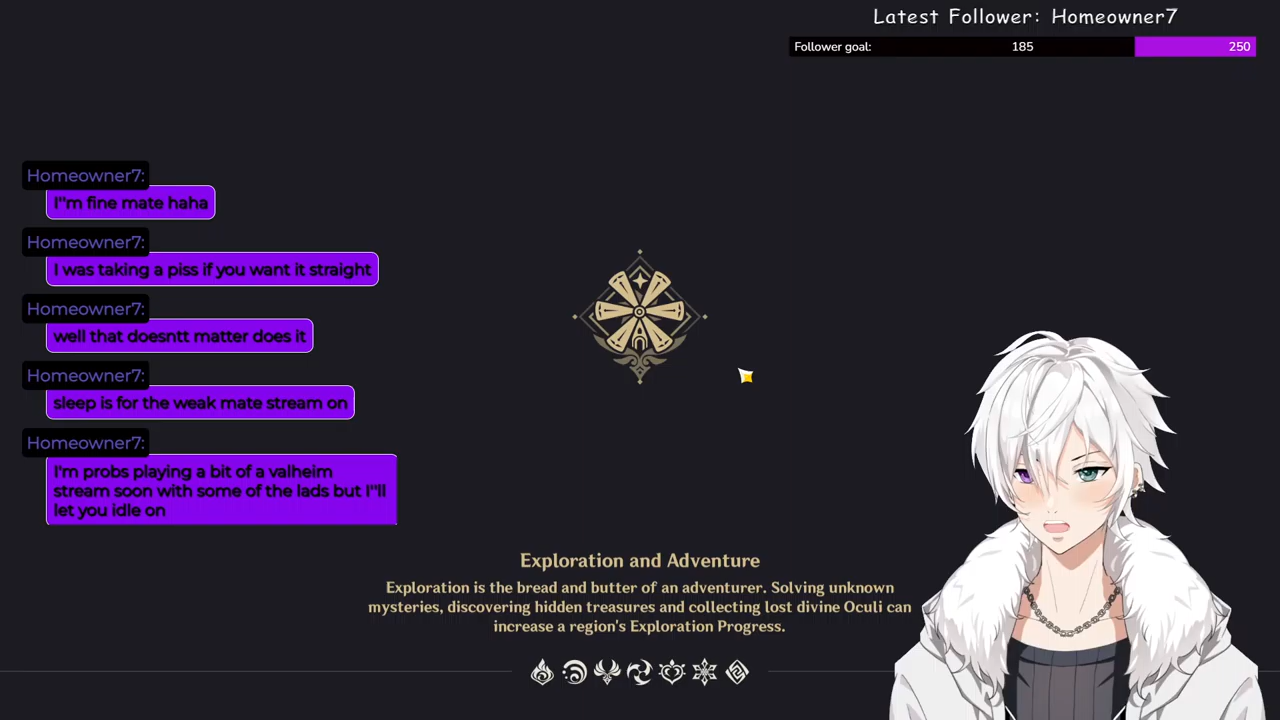 Latest Follower: Homeowner7
Follower goal: 185 250
Homeowner7:
I''m fine mate haha
Homeowner7:
I was taking a piss if you want it straight
Homeowner7:
well that doesntt matter does it
Homeowner7:
sleep is for the weak mate stream on
Homeowner7:
I'm probs playing a bit of a valheim
stream soon with some of the lads but I''ll
let you idle on
Exploration and Adventure
Exploration is the bread and butter of an adventurer. Solving unknown
mysteries, discovering hidden treasures and collecting lost divine Oculi can
increase a region's Exploration Progress.